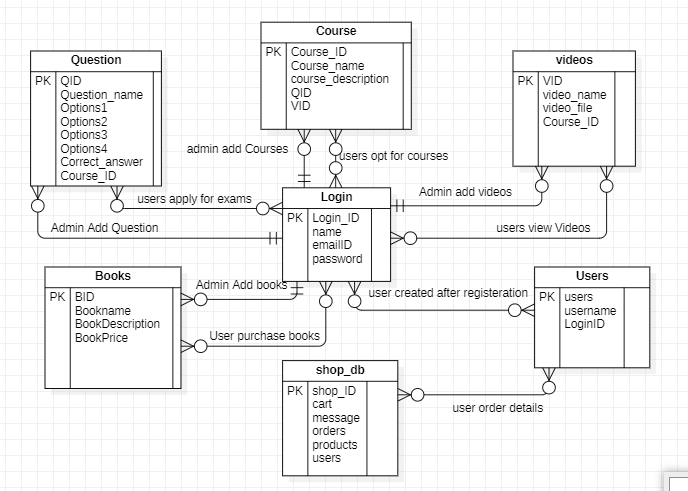 Course
PK Course_ID
Course_name
course_description
QID
VID
Question
PK QID
Question_name
Options1
Options2
Options3
Options4
Correct_answer
Course_ID
videos
PK VID
video_name
video_file
Course_ID
admin add Courses
users opt for courses
users apply for exams
Admin Add Question
Admin add videos
users view Videos
Login
PK Login_ID
name
emailID
password
Books
PK BID
Bookname
BookDescription
BookPrice
Admin Add books
User purchase books
user created after registeration
Users
PK users
username
LoginID
shop_db
PK shop_ID
cart
message
orders
products
users
user order details